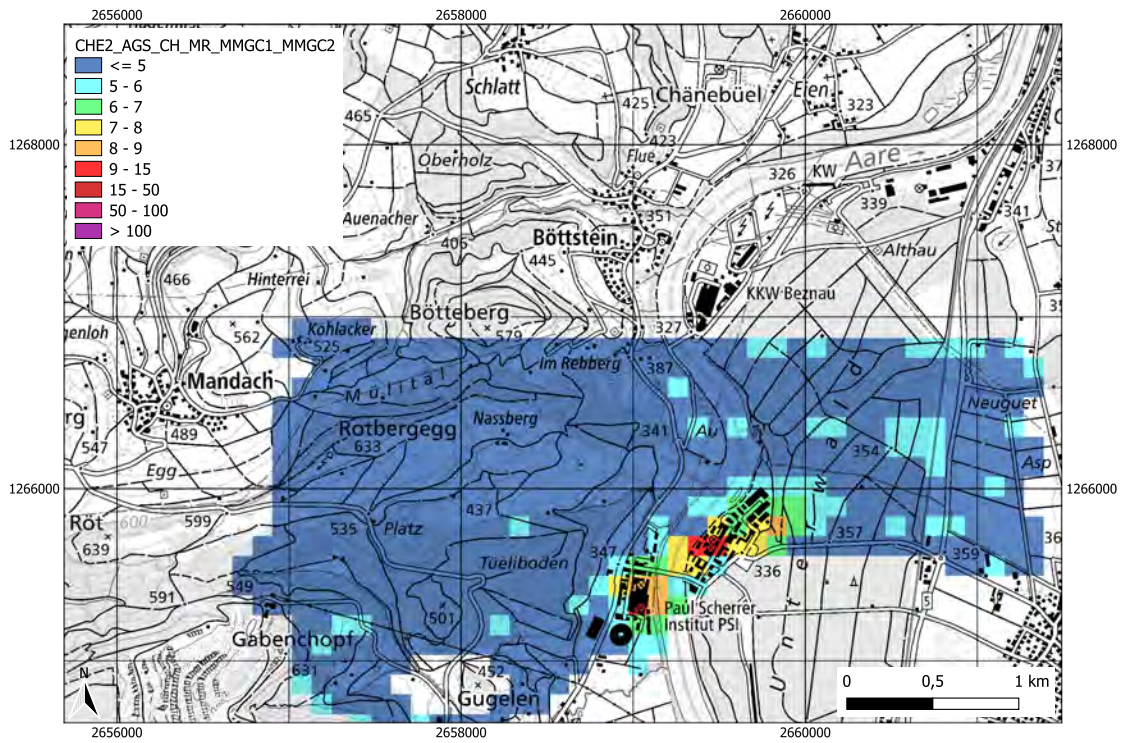 2656000 2658000 2660000
CHE2_AGS_CH_MR_MMGC1_MMGC2
<= 5
5 - 6
6 - 7
7 - 8
8 - 9
9 - 15
15 - 50
50 - 100
> 100
Schlatt
425
Chänebüel
Eien
323
465
423
1268000
1268000
Oberholz
Flue
326
KW
Aare
339
Auenacher
351
341
406
Böttstein
445
Althau
466
Hinterrei
KKW Beznau
Bötteberg
327
562
Kohlacker
525
579
Im Rebberg
387
Mandach
Mülital
Neuguet
547
489
Rotbergegg
633
Nassberg
341
Au
354
Egg
Asp
1266000
1266000
437
Röt
600
599
535
Platz
357
639
347
359
Tüeliboden
336
549
591
501
Unterwald
5
Paul Scherrer
Institut PSI
Gabenchopf
631
452
Gugelen
N
0 0,5 1 km
2656000 2658000 2660000